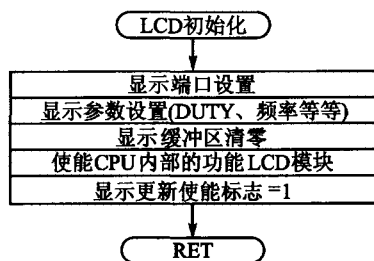 LCD初始化
显示端口设置
显示参数设置(DUTY、频率等等)
显示缓冲区清零
使能CPU内部的功能LCD模块
显示更新使能标志=1
RET